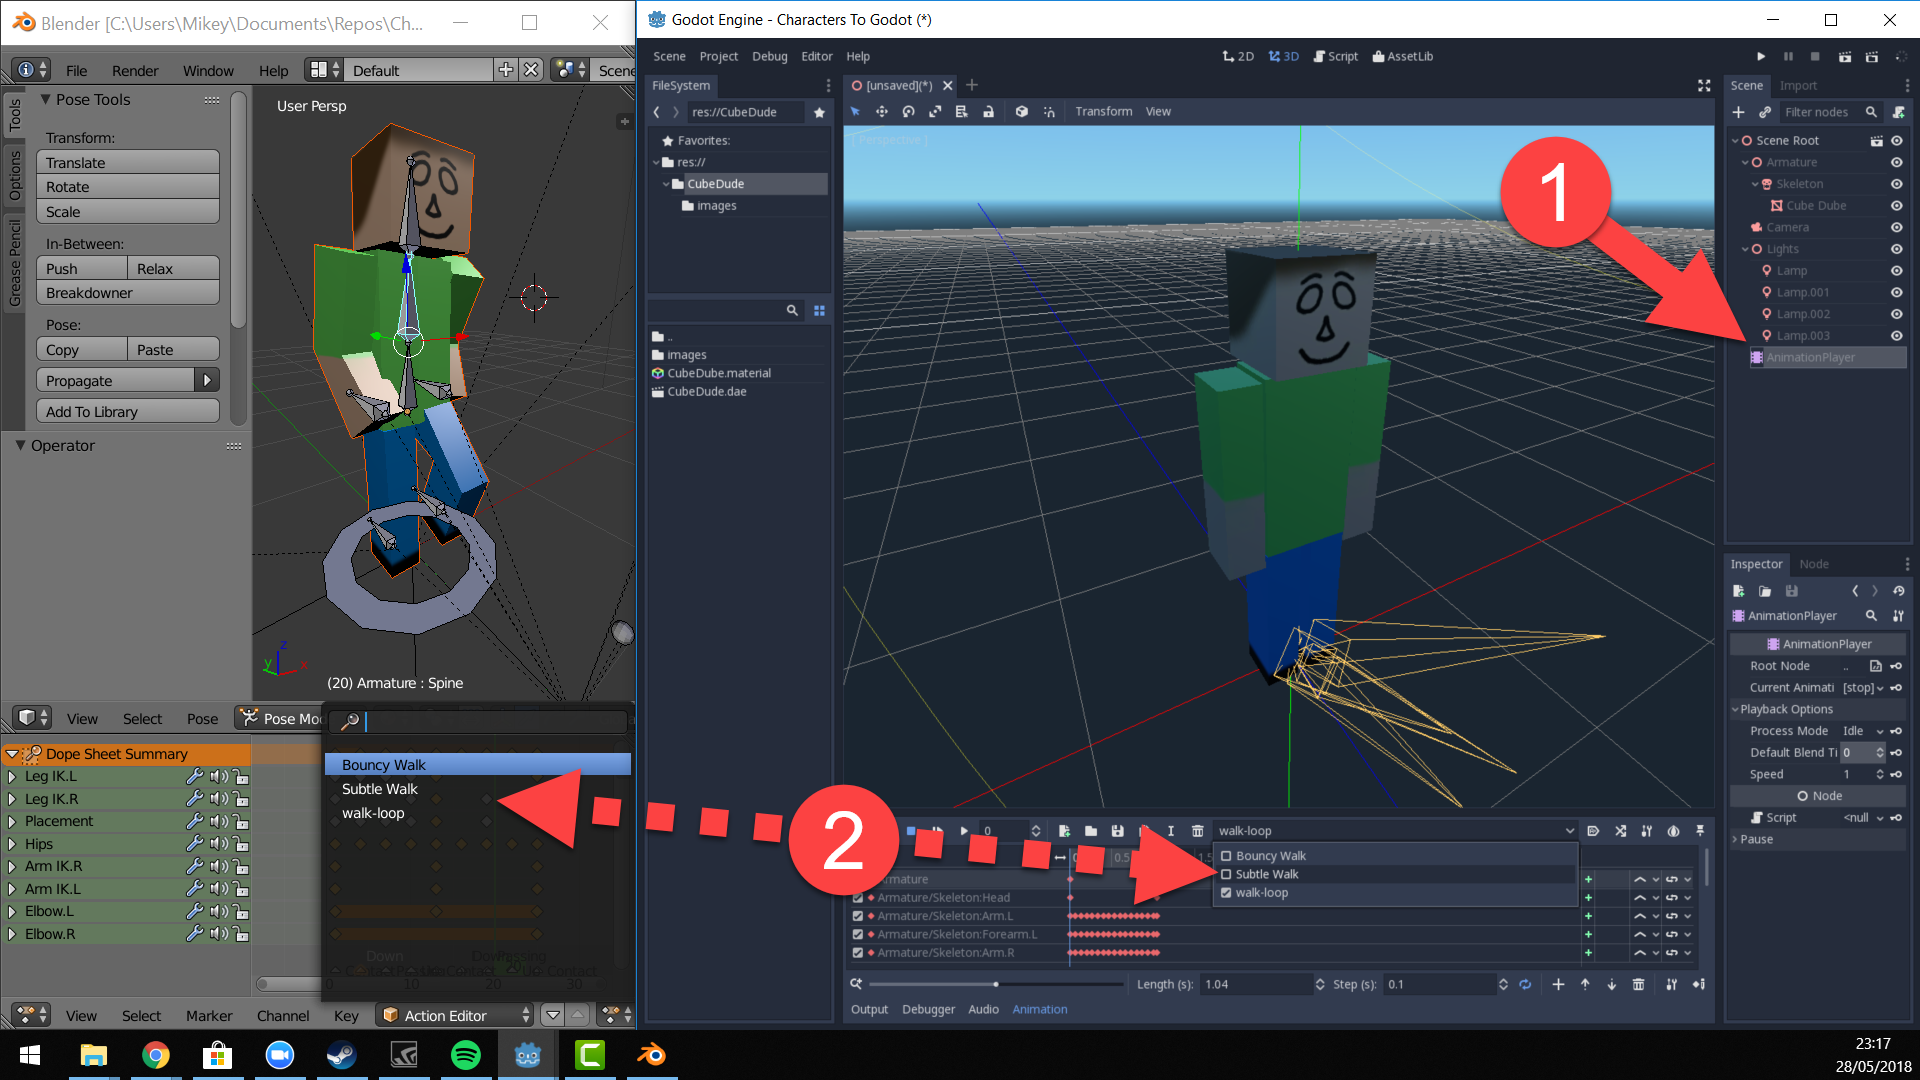 Blender [C:\Users\Mikey\Documents\Repos\Ch...
File Render Window Help Default Scene
Tools
Options
Grease Pencil
Pose Tools
Transform:
Translate
Rotate
Scale
In-Between:
Push Relax
Breakdowner
Pose:
Copy Paste
Propagate
Add To Library
Operator
User Persp
z
y x
(20) Armature : Spine
View Select Pose Pose Mod
Dope Sheet Summary
Leg IK.L
Leg IK.R
Placement
Hips
Arm IK.R
Arm IK.L
Elbow.L
Elbow.R
Bouncy Walk
Subtle Walk
walk-loop
Down
0 10 20 30
View Select Marker Channel Key Action Editor
Godot Engine - Characters To Godot (*)
Scene Project Debug Editor Help
2D 3D Script AssetLib
FileSystem
res://CubeDude
Favorites:
res://
CubeDude
images
..
images
CubeDube.material
CubeDude.dae
[unsaved](*)
Transform View
[ Perspective ]
1
2
Scene Import
Filter nodes
Scene Root
Armature
Skeleton
Cube Dube
Camera
Lights
Lamp
Lamp.001
Lamp.002
Lamp.003
AnimationPlayer
Inspector Node
AnimationPlayer
AnimationPlayer
Root Node ..
Current Animati [stop]
Playback Options
Process Mode Idle
Default Blend Ti 0
Speed 1
Node
Script <null
Pause
0 walk-loop
0.5 1.5
Bouncy Walk
Subtle Walk
walk-loop
Armature
Armature/Skeleton:Head
Armature/Skeleton:Arm.L
Armature/Skeleton:Forearm.L
Armature/Skeleton:Arm.R
Length (s): 1.04 Step (s): 0.1
Output Debugger Audio Animation
23:17
28/05/2018